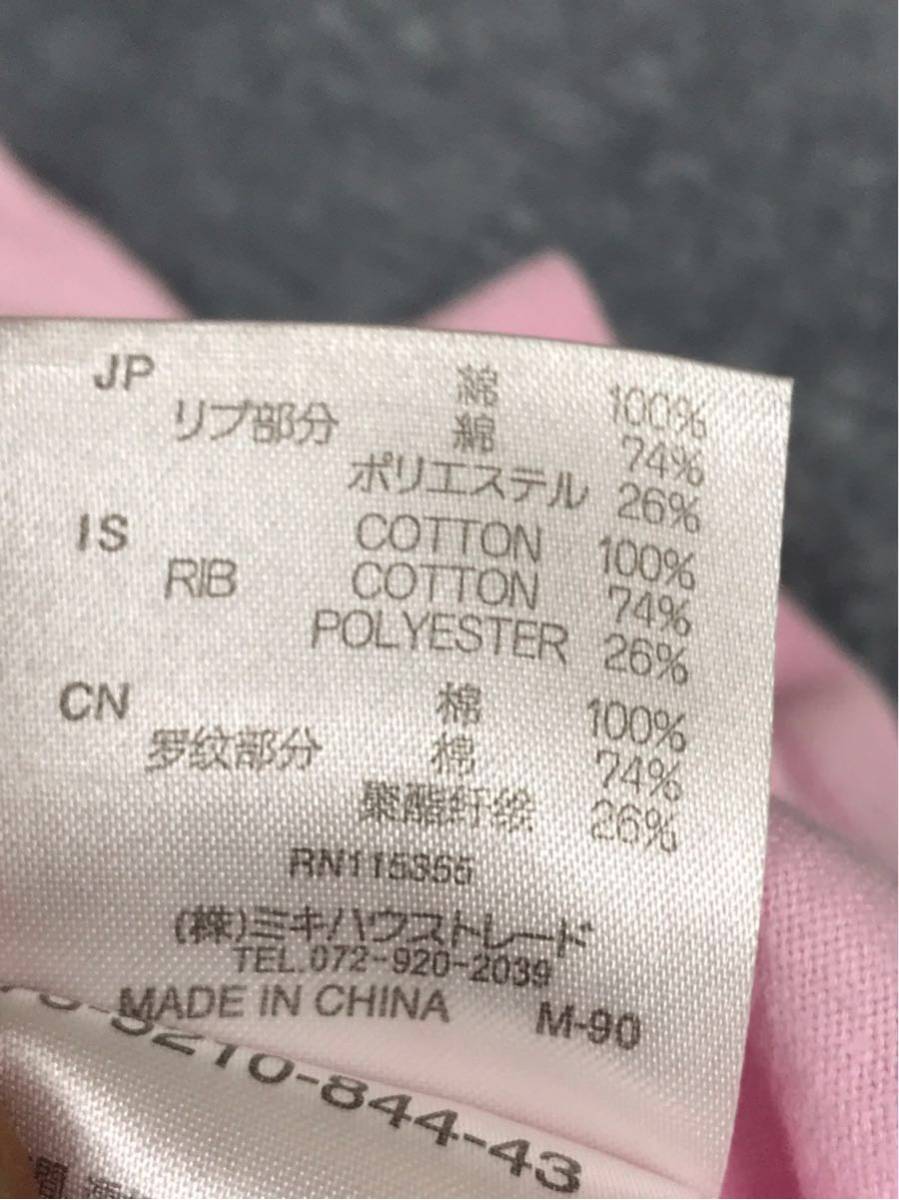 JP 綿 100%
リブ部分 綿 74%
ポリエステル 26%
IS COTTON 100%
RIB COTTON 74%
POLYESTER 26%
CN 棉 100%
罗纹部分 棉 74%
聚酯纤维 26%
RN115355
(株)ミキハウストレード
TEL.072-920-2039
MADE IN CHINA M-90
-5210-844-43